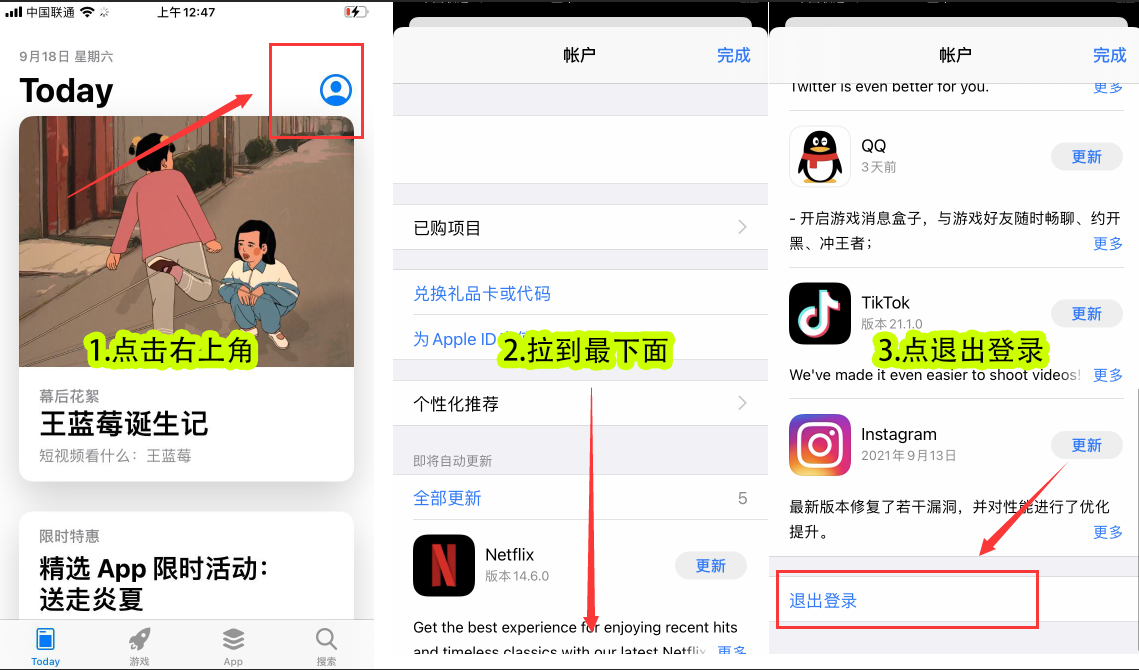 中国联通
上午12:47
9月18日 星期六
Today
1.点击右上角
幕后花絮
王蓝莓诞生记
短视频看什么：王蓝莓
限时特惠
精选 App 限时活动：
送走炎夏
Today
游戏
App
搜索
帐户
完成
已购项目
兑换礼品卡或代码
为 Apple ID
2.拉到最下面
个性化推荐
即将自动更新
全部更新
5
Netflix
更新
版本 14.6.0
Get the best experience for enjoying recent hits
and timeless classics with our latest Netflix
更多
帐户
完成
Twitter is even better for you.
更多
QQ
3天前
更新
- 开启游戏消息盒子，与游戏好友随时畅聊、约开
黑、冲王者；
更多
TikTok
版本 21.1.0
更新
3.点退出登录
We've made it even easier to shoot videos!
更多
Instagram
2021年9月13日
更新
最新版本修复了若干漏洞，并对性能进行了优化
提升。
更多
退出登录